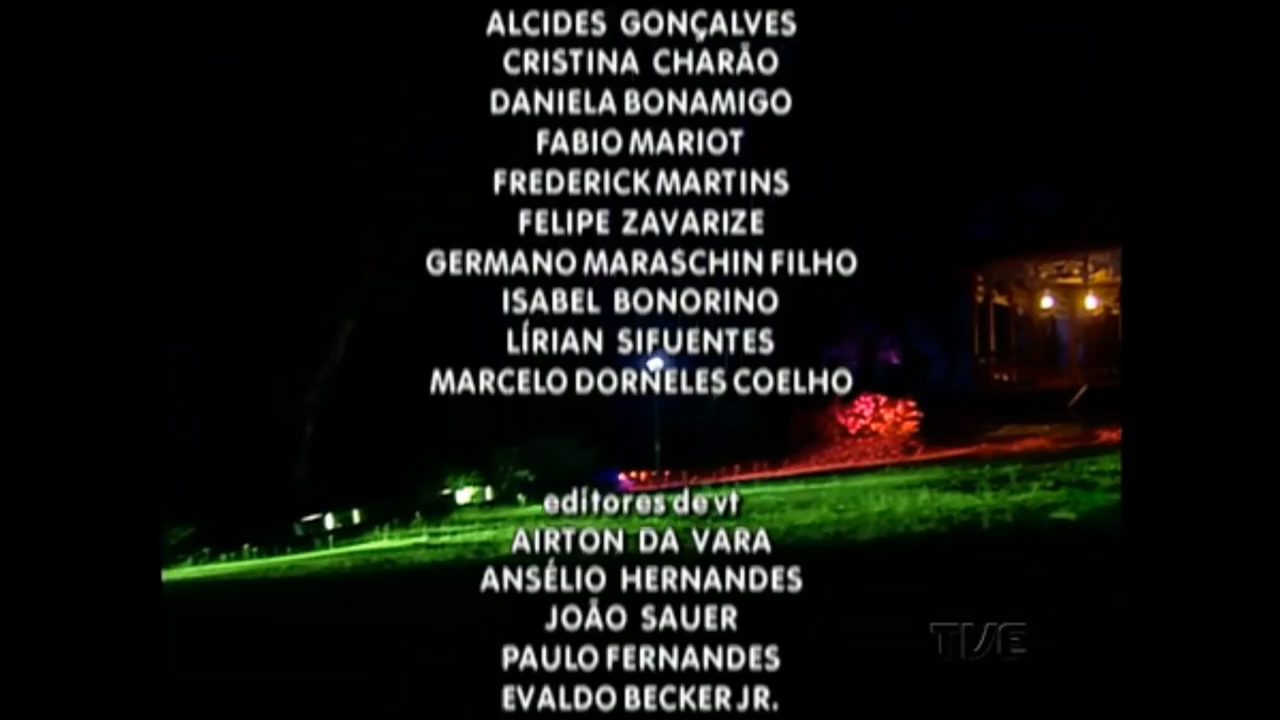 ALCIDES GONÇALVES
CRISTINA CHARÃO
DANIELA BONAMIGO
FABIO MARIOT
FREDERICK MARTINS
FELIPE ZAVARIZE
GERMANO MARASCHIN FILHO
ISABEL BONORINO
LÍRIAN SIFUENTES
MARCELO DORNELES COELHO
editores de vt
AIRTON DA VARA
ANSÉLIO HERNANDES
JOÃO SAUER
PAULO FERNANDES
EVALDO BECKER JR.
TVE